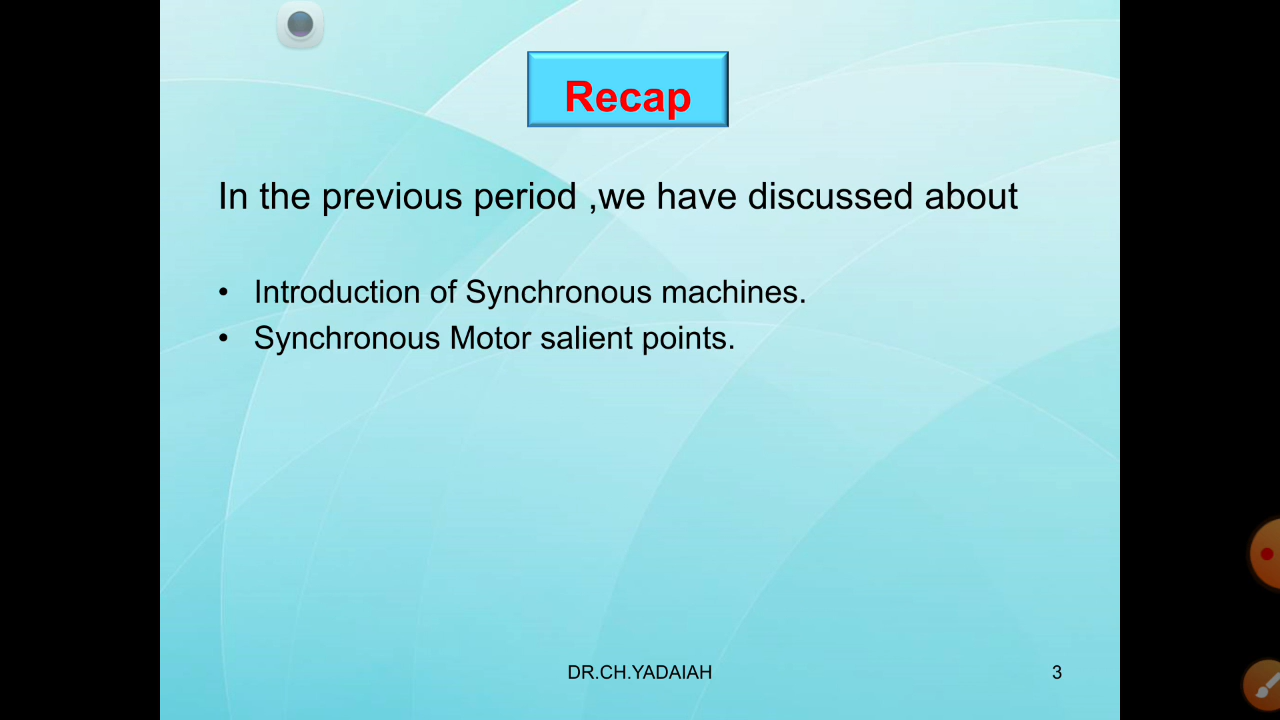 Recap
In the previous period ,we have discussed about
• Introduction of Synchronous machines.
• Synchronous Motor salient points.
DR.CH.YADAIAH
3